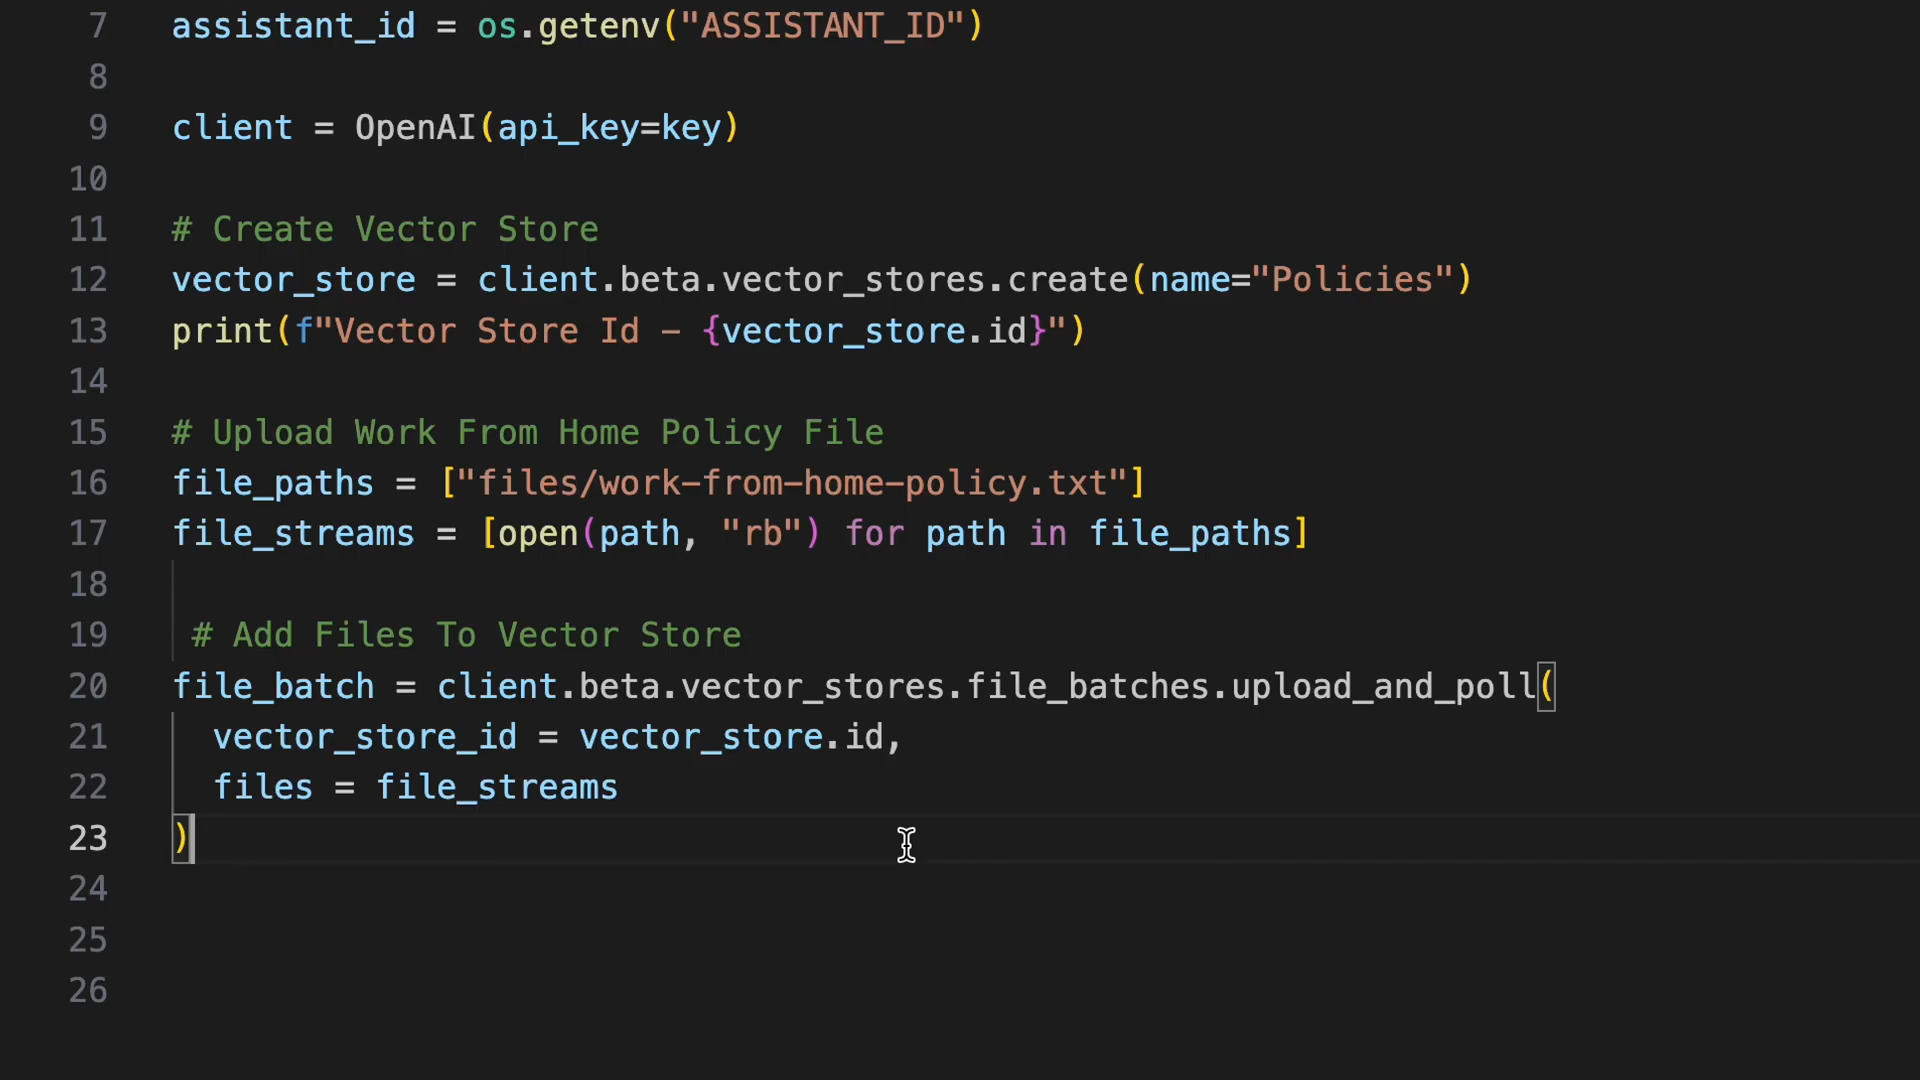 7 assistant_id = os.getenv("ASSISTANT_ID")
8
9 client = OpenAI(api_key=key)
10
11 # Create Vector Store
12 vector_store = client.beta.vector_stores.create(name="Policies")
13 print(f"Vector Store Id – {vector_store.id}")
14
15 # Upload Work From Home Policy File
16 file_paths = ["files/work-from-home-policy.txt"]
17 file_streams = [open(path, "rb") for path in file_paths]
18
19 # Add Files To Vector Store
20 file_batch = client.beta.vector_stores.file_batches.upload_and_poll(
21 vector_store_id = vector_store.id,
22 files = file_streams
23 )
24
25
26